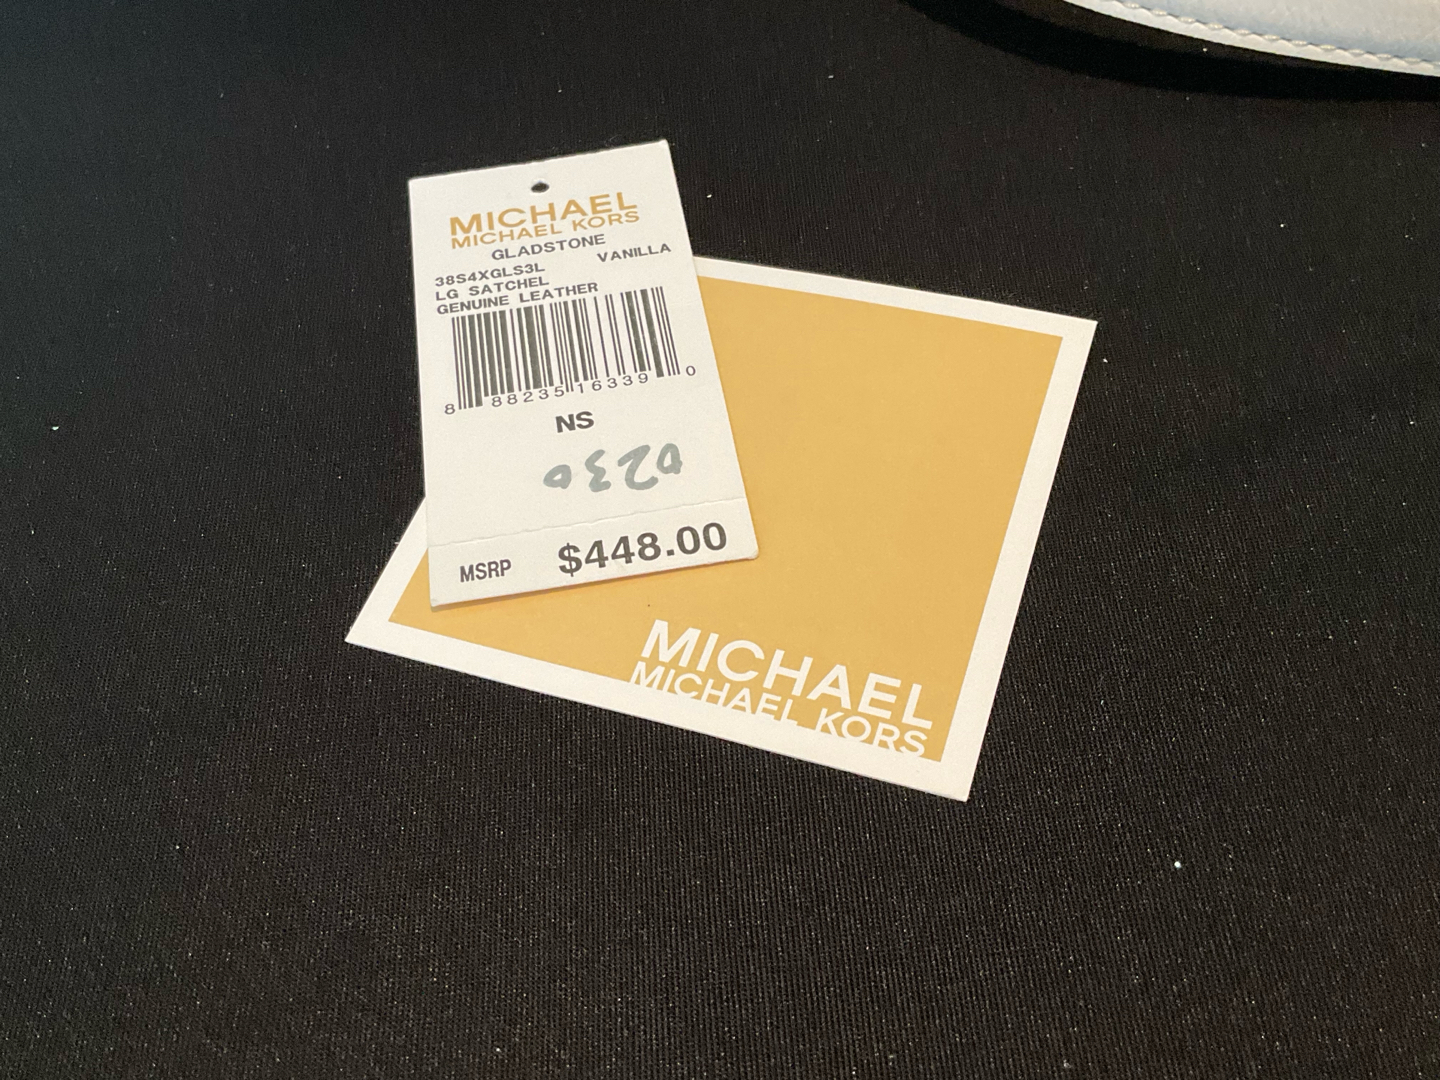 MICHAEL
MICHAEL KORS
GLADSTONE
38S4XGLS3L VANILLA
LG SATCHEL
GENUINE LEATHER
8 88235 16339 0
NS
0230
MSRP $448.00
MICHAEL
MICHAEL KORS